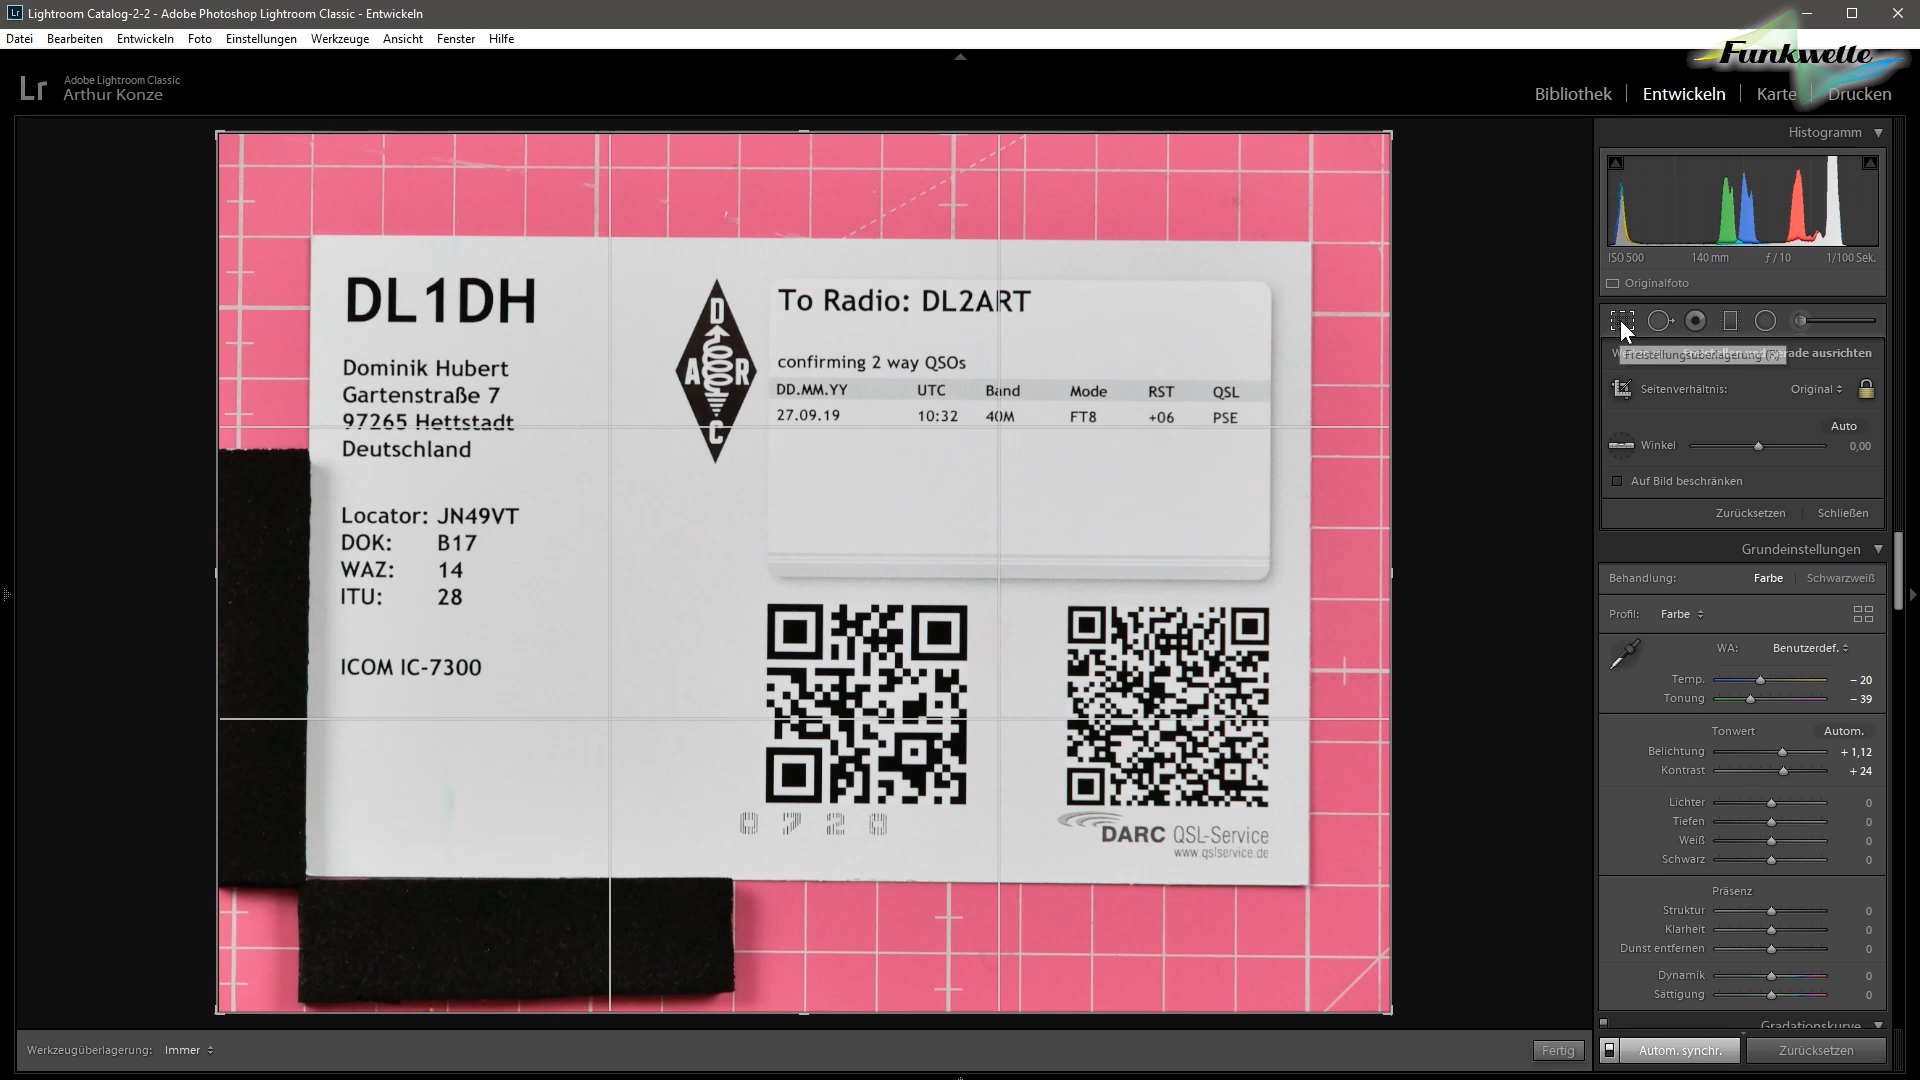 Lightroom Catalog-2-2 - Adobe Photoshop Lightroom Classic - Entwickeln
Datei Bearbeiten Entwickeln Foto Einstellungen Werkzeuge Ansicht Fenster Hilfe
Funkwelle
Lr Adobe Lightroom Classic
Arthur Konze
Bibliothek | Entwickeln | Karte | Drucken
DL1DH
Dominik Hubert
Gartenstraße 7
97265 Hettstadt
Deutschland
Locator: JN49VT
DOK: B17
WAZ: 14
ITU: 28
ICOM IC-7300
D
A R
C
To Radio: DL2ART
confirming 2 way QSOs
DD.MM.YY UTC Band Mode RST QSL
27.09.19 10:32 40M FT8 +06 PSE
0720
DARC QSL-Service
www.qslservice.de
Histogramm
ISO 500 140 mm ƒ / 10 1/100 Sek.
Originalfoto
Freistellungsüberlagerung (R)
gerade ausrichten
Seitenverhältnis: Original
Auto
Winkel 0,00
Auf Bild beschränken
Zurücksetzen Schließen
Grundeinstellungen
Behandlung: Farbe | Schwarzweiß
Profil: Farbe
WA: Benutzerdef.
Temp. – 20
Tonung – 39
Tonwert Autom.
Belichtung + 1,12
Kontrast + 24
Lichter 0
Tiefen 0
Weiß 0
Schwarz 0
Präsenz
Struktur 0
Klarheit 0
Dunst entfernen 0
Dynamik 0
Sättigung 0
Gradationskurve
Werkzeugüberlagerung: Immer
Fertig
Autom. synchr. Zurücksetzen